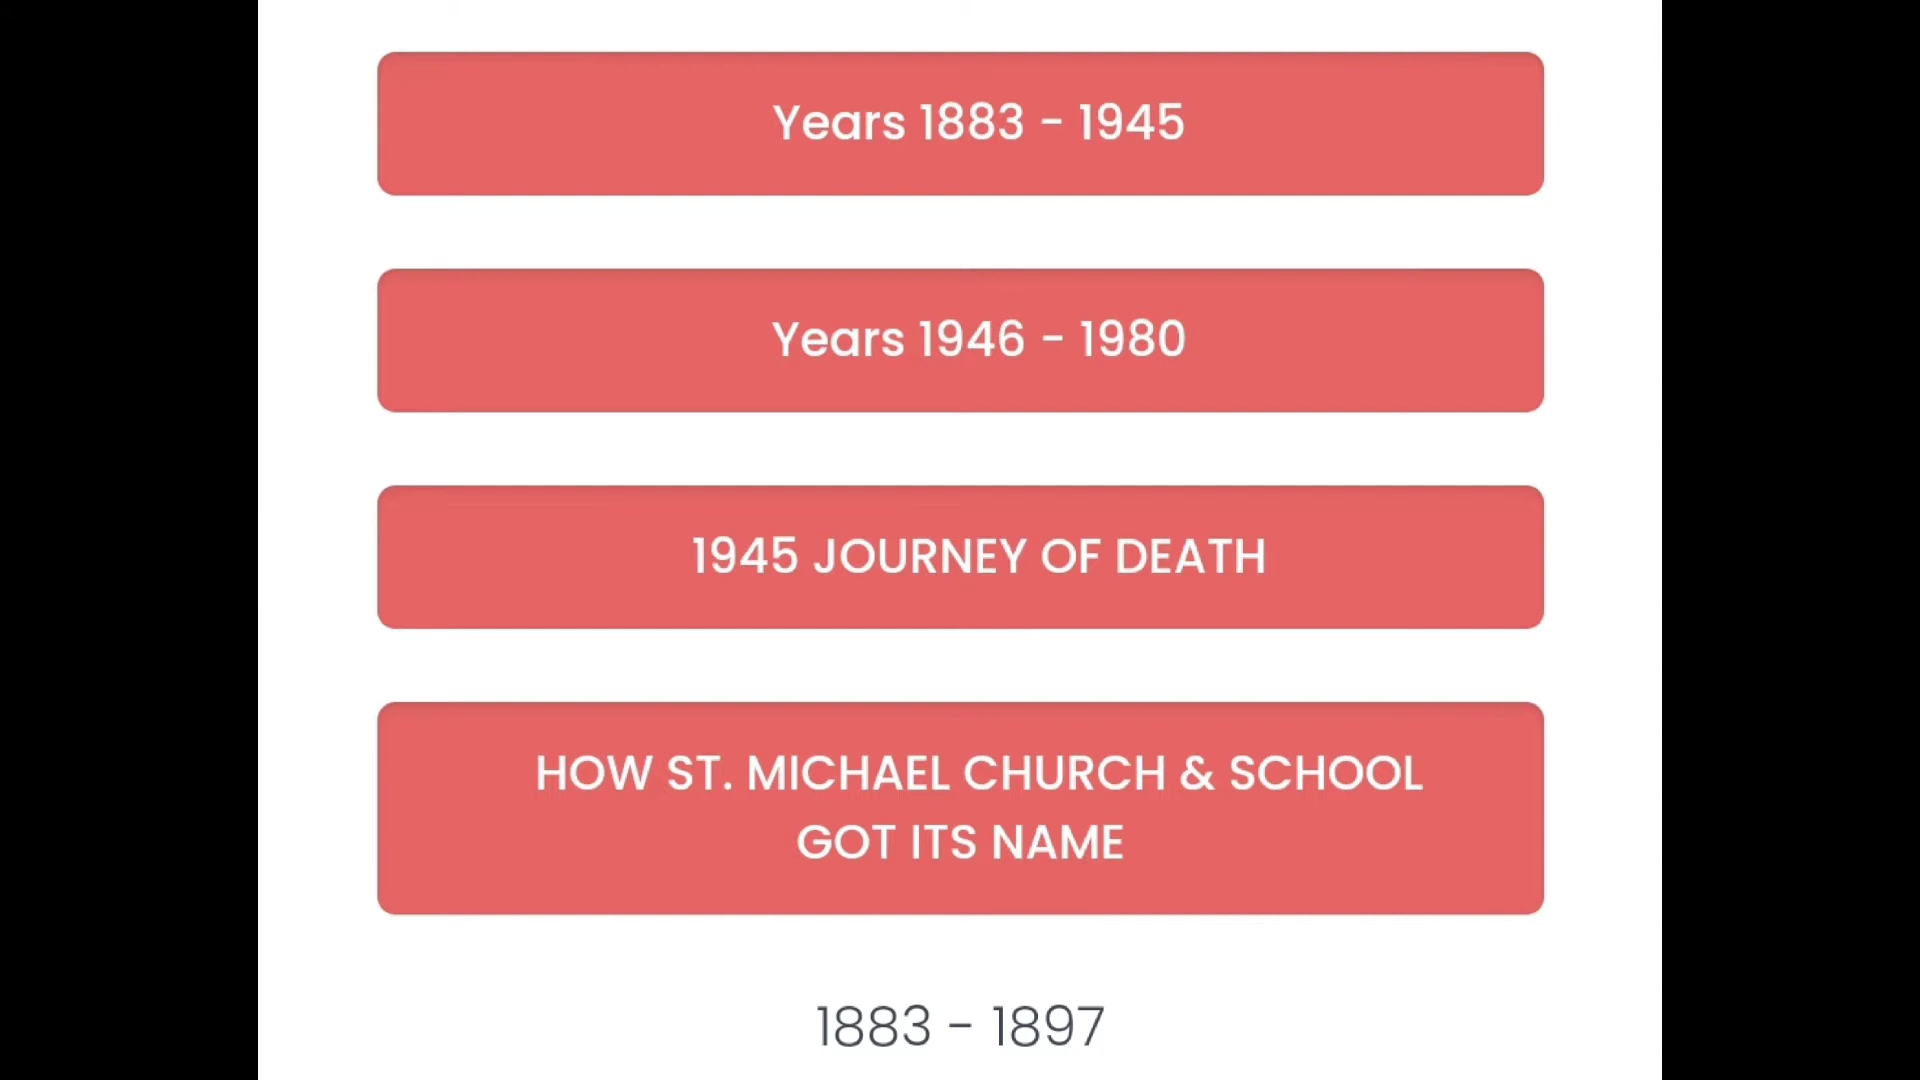 Years 1883 - 1945
Years 1946 - 1980
1945 JOURNEY OF DEATH
HOW ST. MICHAEL CHURCH & SCHOOL
GOT ITS NAME
1883 - 1897